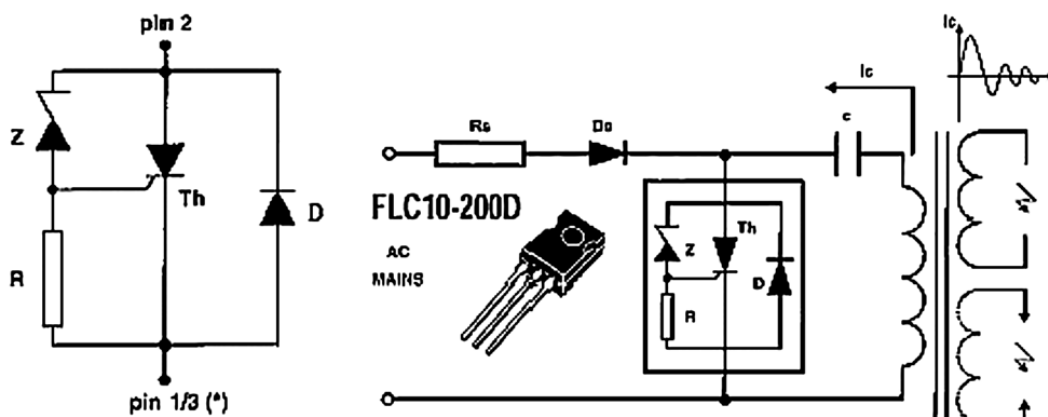 pin 2
Z
Th
D
R
pin 1/3 (*)
Ic
Ic
Rs
Do
c
FLC10-200D
AC
MAINS
Th
Z
D
R